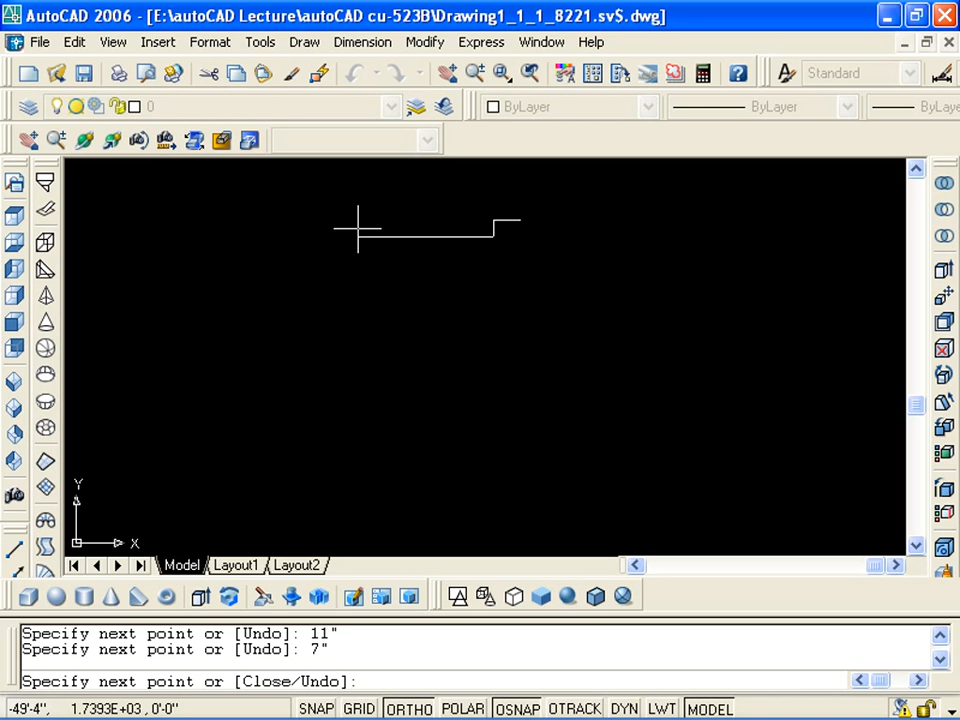 AutoCAD 2006 - [E:\autoCAD Lecture\autoCAD cu-523B\Drawing1_1_1_8221.sv$.dwg]
File Edit View Insert Format Tools Draw Dimension Modify Express Window Help
Standard
0 ByLayer ByLayer ByLaye
Y
X
Model Layout1 Layout2
Specify next point or [Undo]: 11"
Specify next point or [Undo]: 7"
Specify next point or [Close/Undo]:
-49'-4", 1.7393E+03 , 0'-0" SNAP GRID ORTHO POLAR OSNAP OTRACK DYN LWT MODEL